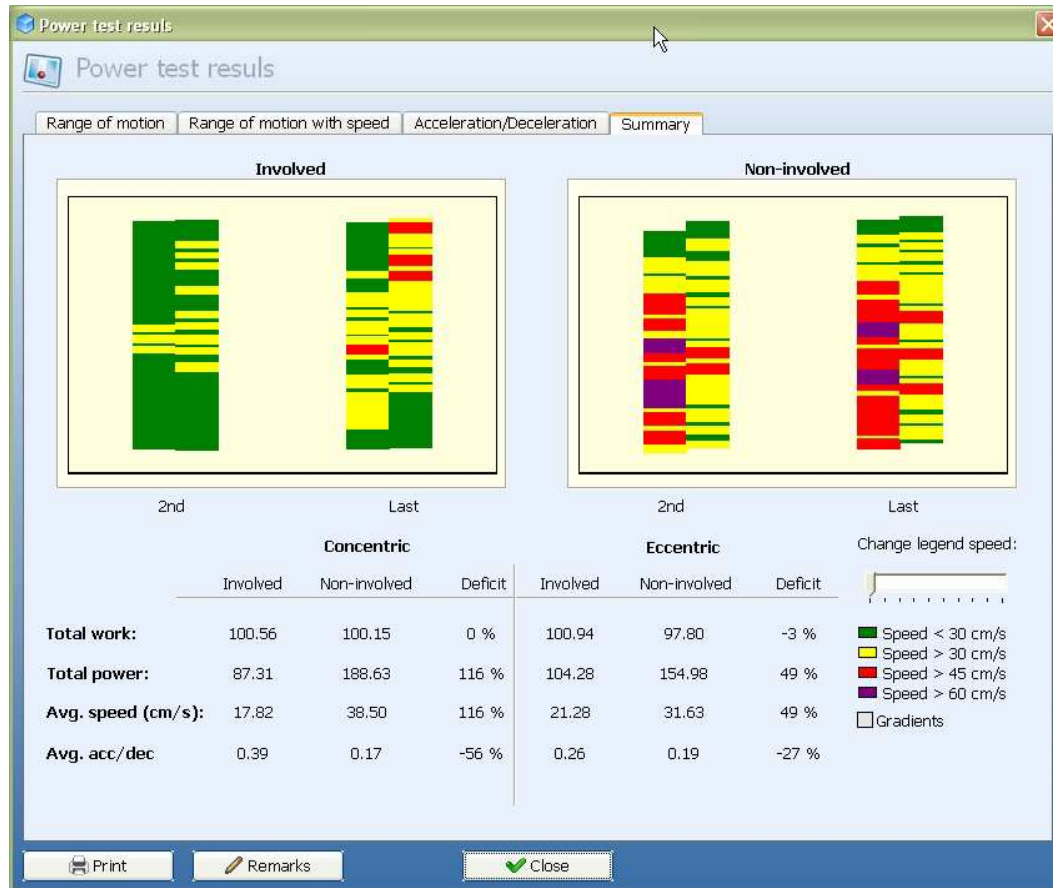 Power test resuls
Power test resuls
Range of motion Range of motion with speed Acceleration/Deceleration Summary
Involved Non-involved
2nd Last 2nd Last
Concentric Eccentric Change legend speed:
Involved Non-involved Deficit Involved Non-involved Deficit
Total work: 100.56 100.15 0 % 100.94 97.80 -3 %
Total power: 87.31 188.63 116 % 104.28 154.98 49 %
Avg. speed (cm/s): 17.82 38.50 116 % 21.28 31.63 49 %
Avg. acc/dec 0.39 0.17 -56 % 0.26 0.19 -27 %
Speed < 30 cm/s
Speed > 30 cm/s
Speed > 45 cm/s
Speed > 60 cm/s
Gradients
Print Remarks Close